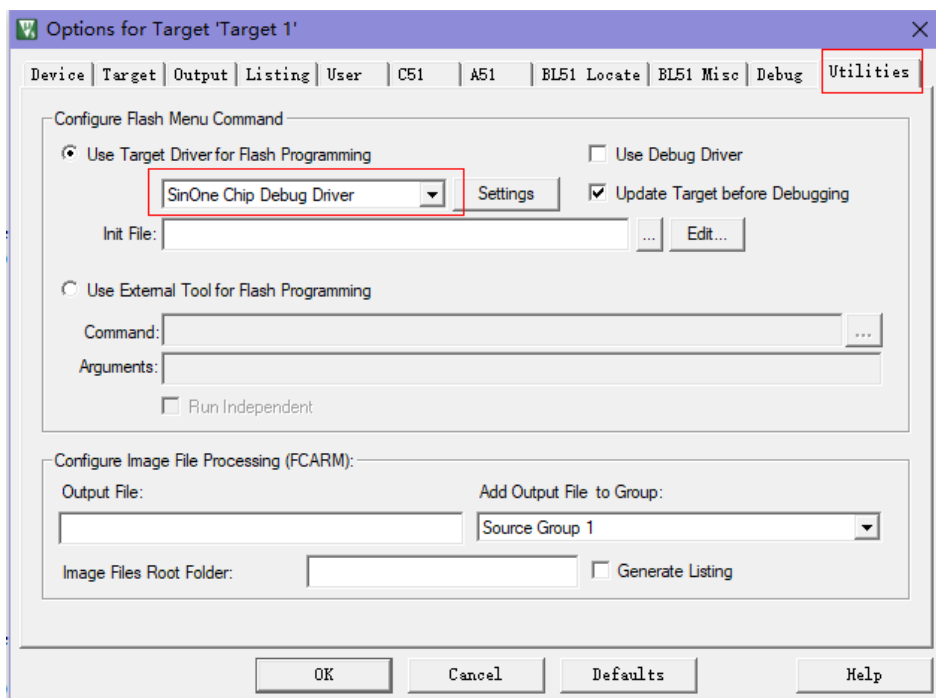 Options for Target 'Target 1'
Device Target Output Listing User C51 A51 BL51 Locate BL51 Misc Debug Utilities
Configure Flash Menu Command
Use Target Driver for Flash Programming Use Debug Driver
SinOne Chip Debug Driver Settings Update Target before Debugging
Init File: ... Edit...
Use External Tool for Flash Programming
Command: ...
Arguments:
Run Independent
Configure Image File Processing (FCARM):
Output File: Add Output File to Group:
Source Group 1
Image Files Root Folder: Generate Listing
OK Cancel Defaults Help